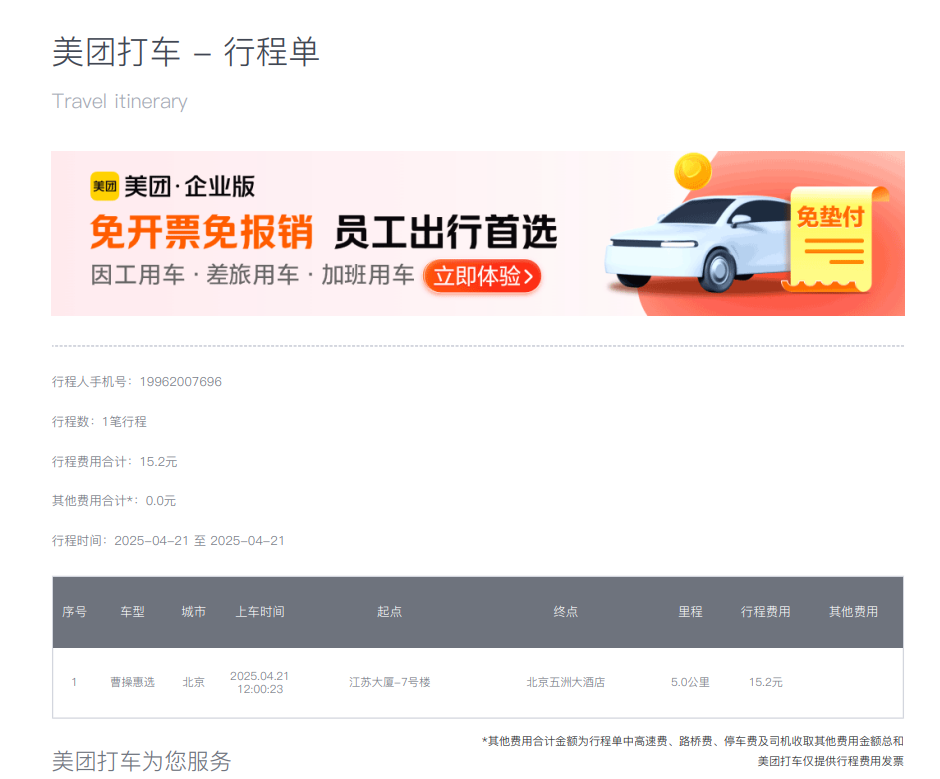 美团打车 – 行程单
Travel itinerary
美团 美团·企业版
免开票免报销 员工出行首选
免垫付
因工用车 · 差旅用车 · 加班用车 立即体验
行程人手机号：19962007696
行程数：1笔行程
行程费用合计：15.2元
其他费用合计*：0.0元
行程时间：2025-04-21 至 2025-04-21
序号 车型 城市 上车时间 起点 终点 里程 行程费用 其他费用
1 曹操惠选 北京 2025.04.21 12:00:23 江苏大厦-7号楼 北京五洲大酒店 5.0公里 15.2元
*其他费用合计金额为行程单中高速费、路桥费、停车费及司机收取其他费用金额总和
美团打车为您服务
美团打车仅提供行程费用发票